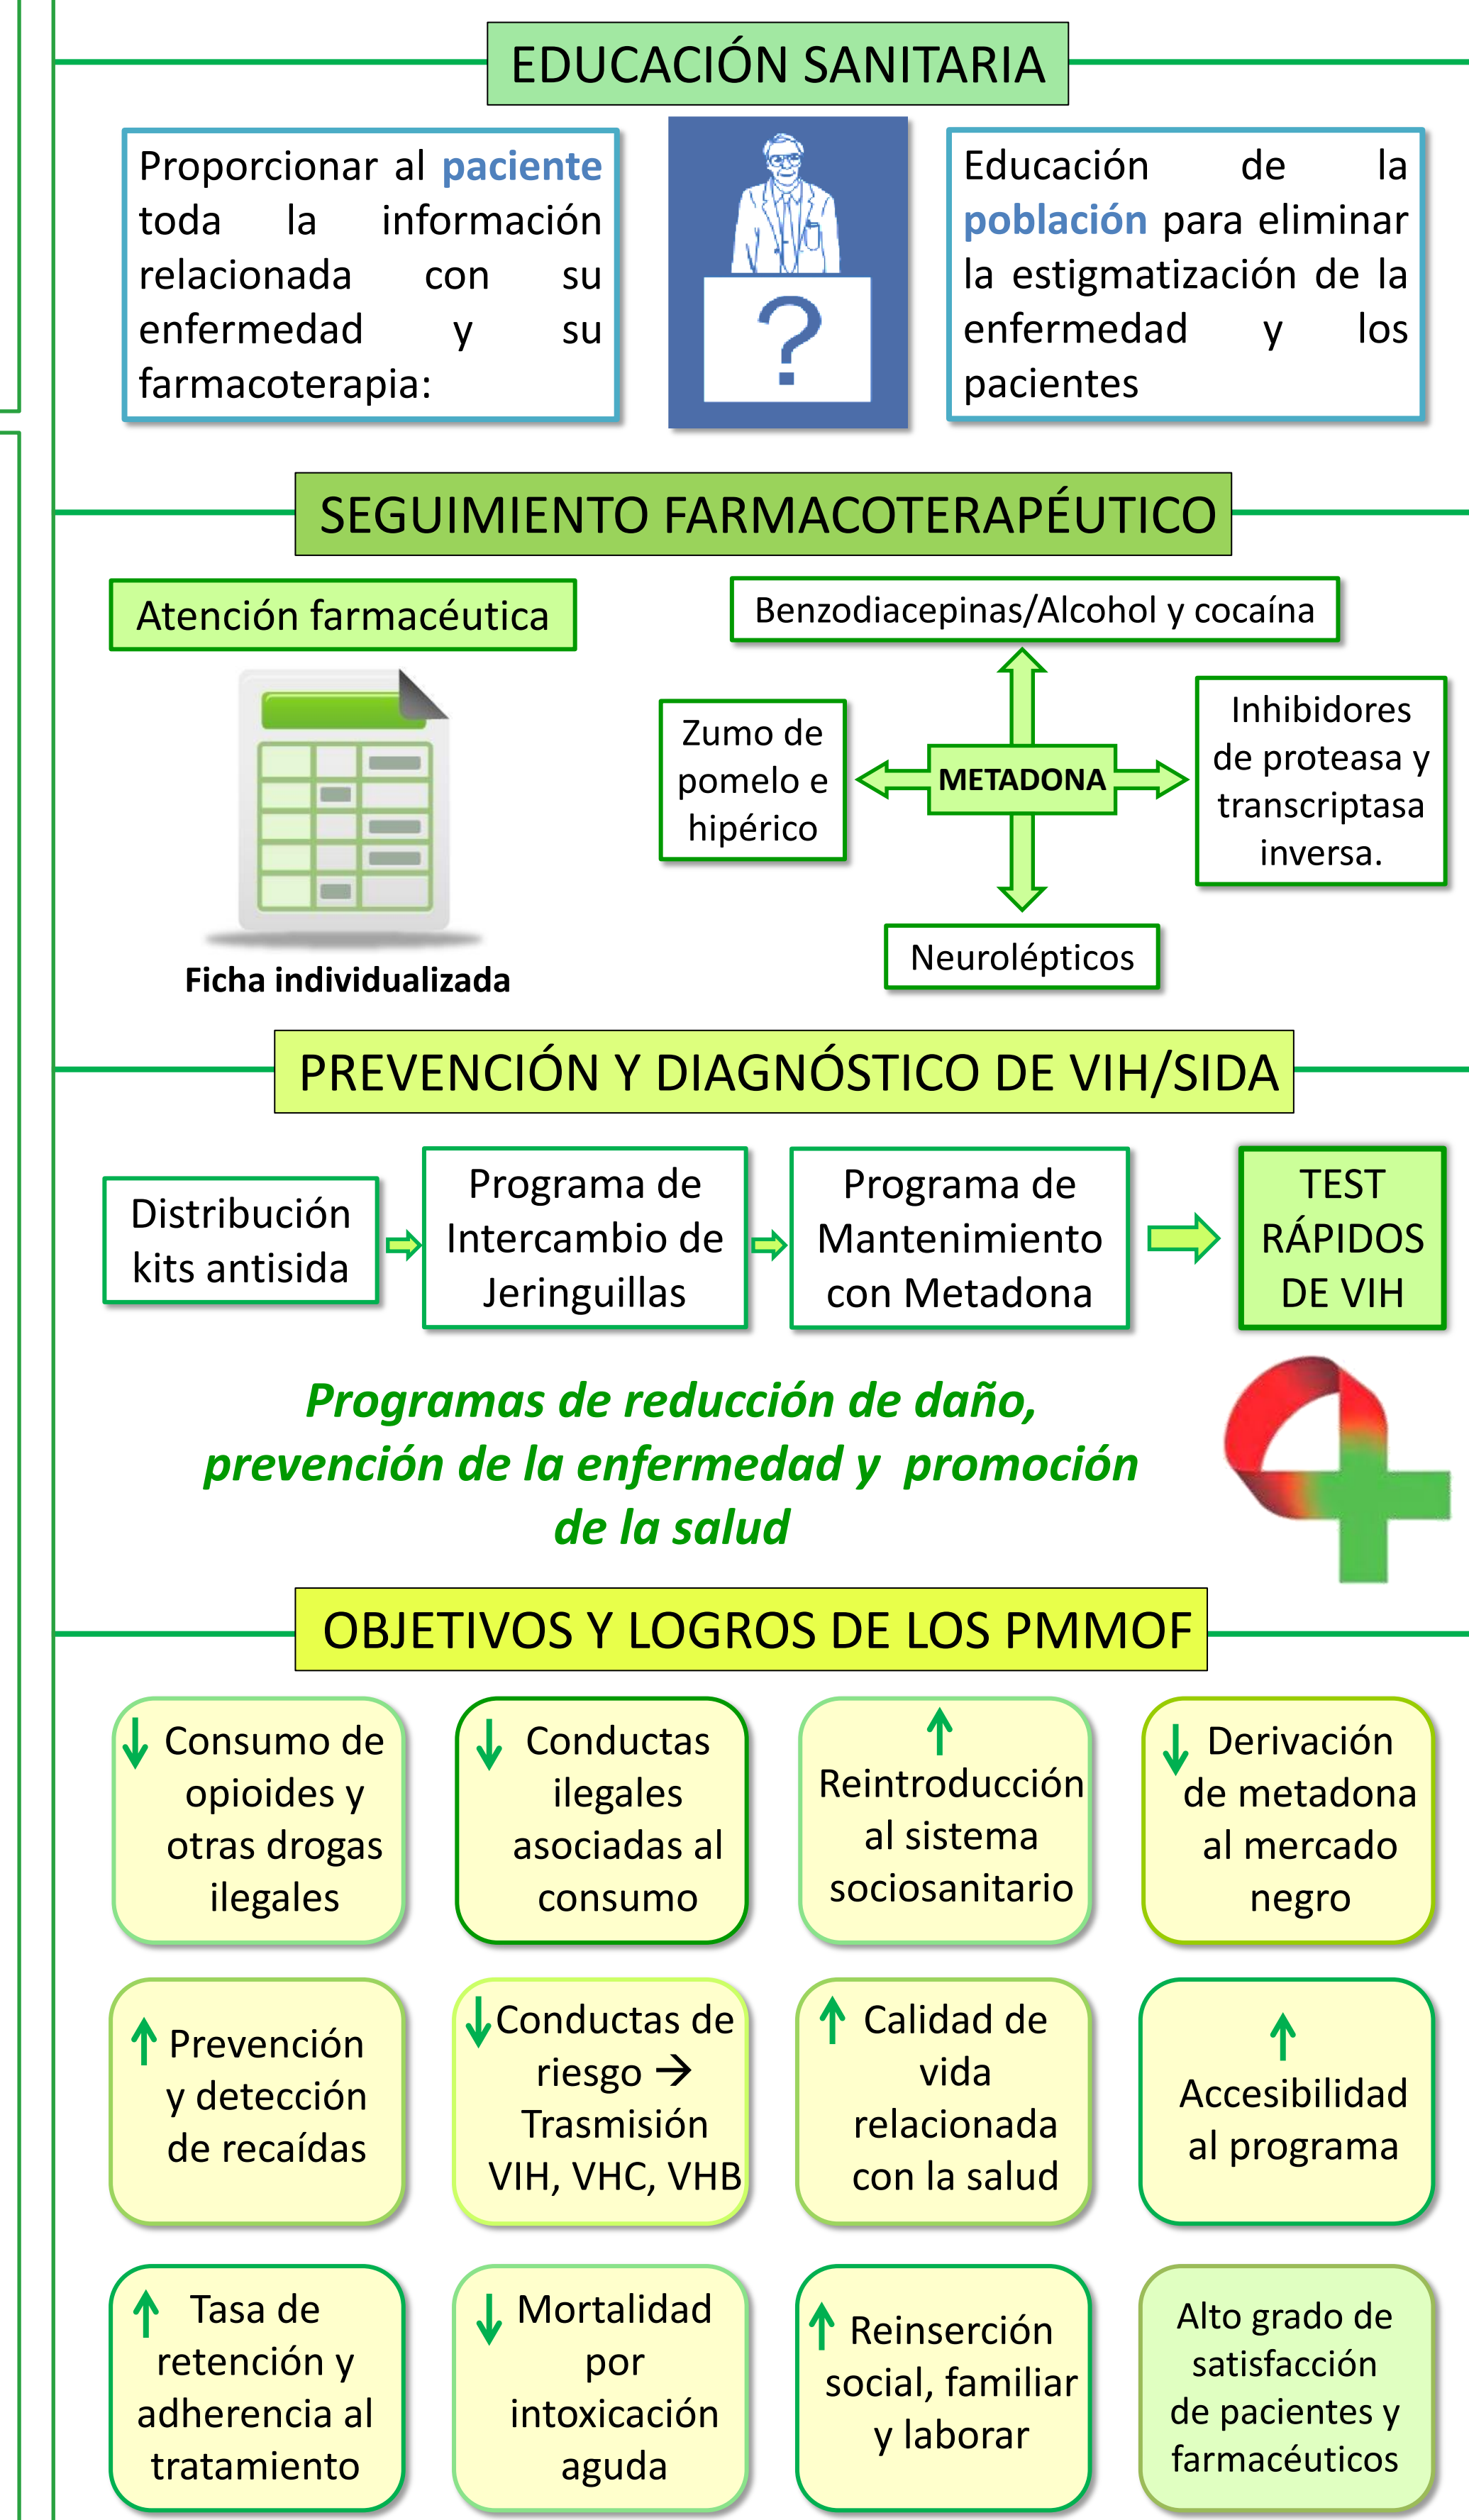 EDUCACIÓN SANITARIA
Proporcionar al paciente
toda la información
relacionada con su
enfermedad y su
farmacoterapia:
?
Educación de la
población para eliminar
la estigmatización de la
enfermedad y los
pacientes
SEGUIMIENTO FARMACOTERAPÉUTICO
Atención farmacéutica
Ficha individualizada
Benzodiacepinas/Alcohol y cocaína
Zumo de
pomelo e
hipérico
METADONA
Inhibidores
de proteasa y
transcriptasa
inversa.
Neurolépticos
PREVENCIÓN Y DIAGNÓSTICO DE VIH/SIDA
Distribución
kits antisida
Programa de
Intercambio de
Jeringuillas
Programa de
Mantenimiento
con Metadona
TEST
RÁPIDOS
DE VIH
Programas de reducción de daño,
prevención de la enfermedad y promoción
de la salud
OBJETIVOS Y LOGROS DE LOS PMMOF
↓ Consumo de
opioides y
otras drogas
ilegales
↓ Conductas
ilegales
asociadas al
consumo
↑
Reintroducción
al sistema
sociosanitario
↓ Derivación
de metadona
al mercado
negro
↑ Prevención
y detección
de recaídas
↓ Conductas de
riesgo →
Trasmisión
VIH, VHC, VHB
↑ Calidad de
vida
relacionada
con la salud
↑
Accesibilidad
al programa
↑ Tasa de
retención y
adherencia al
tratamiento
↓ Mortalidad
por
intoxicación
aguda
↑ Reinserción
social, familiar
y laborar
Alto grado de
satisfacción
de pacientes y
farmacéuticos